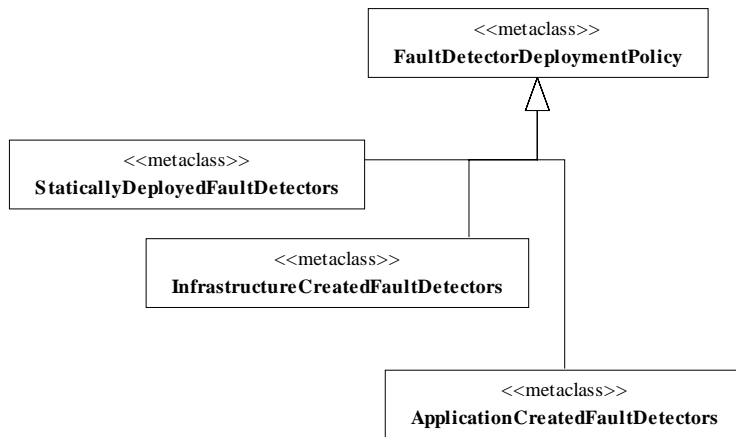 <<metaclass>>
FaultDetectorDeploymentPolicy
<<metaclass>>
StaticallyDeployedFaultDetectors
<<metaclass>>
InfrastructureCreatedFaultDetectors
<<metaclass>>
ApplicationCreatedFaultDetectors